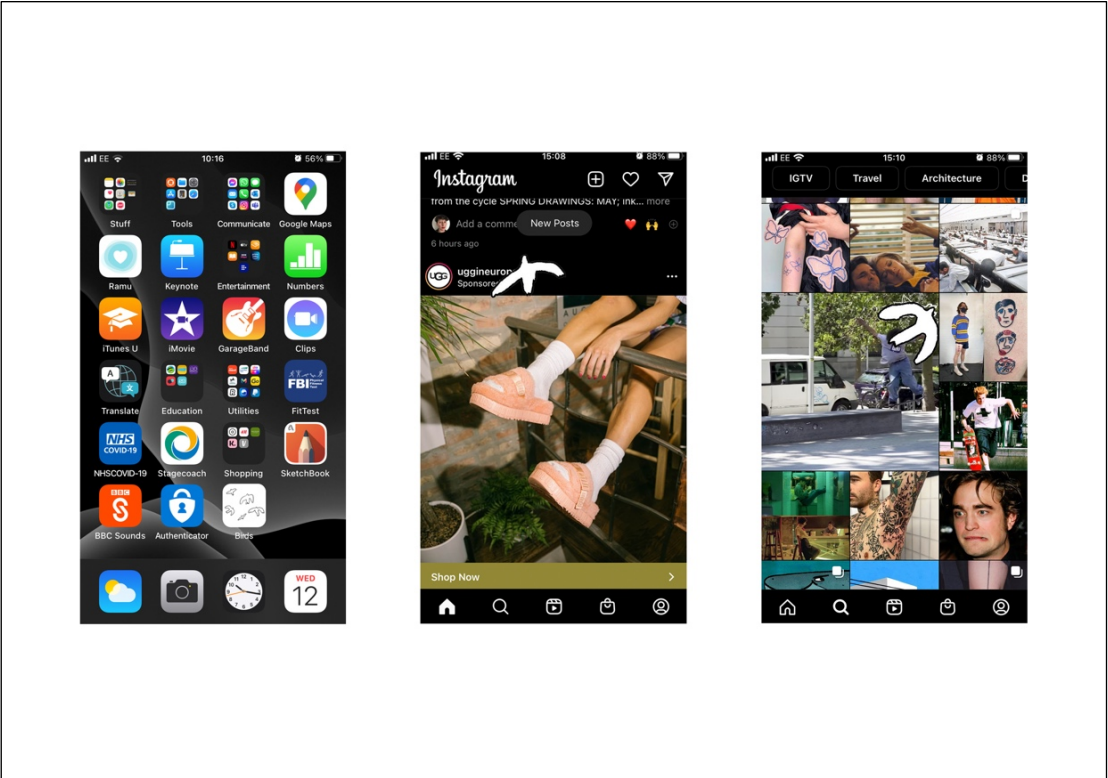 EE
10:16
56%
Stuff
Tools
Communicate
Google Maps
Ramu
Keynote
Entertainment
Numbers
iTunes U
iMovie
GarageBand
Clips
A
文
FBI
Translate
Education
Utilities
FitTest
NHS
COVID-19
NHSCOVID-19
Stagecoach
Shopping
SketchBook
BBC
S
BBC Sounds
Authenticator
Birds
WED
12
EE
15:08
88%
Instagram
from the cycle SPRING DRAWINGS: MAY; ink... more
Add a comme
New Posts
6 hours ago
UGG
uggineurop
Sponsore
Shop Now
EE
15:10
88%
IGTV
Travel
Architecture
D